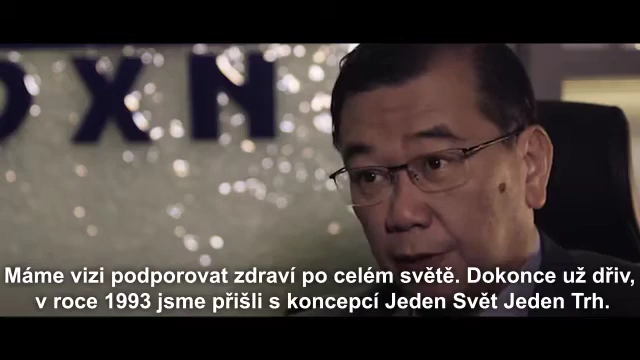 DXN
Máme vizi podporovat zdraví po celém světě. Dokonce už dřiv,
v roce 1993 jsme přišli s koncepcí Jeden Svět Jeden Trh.